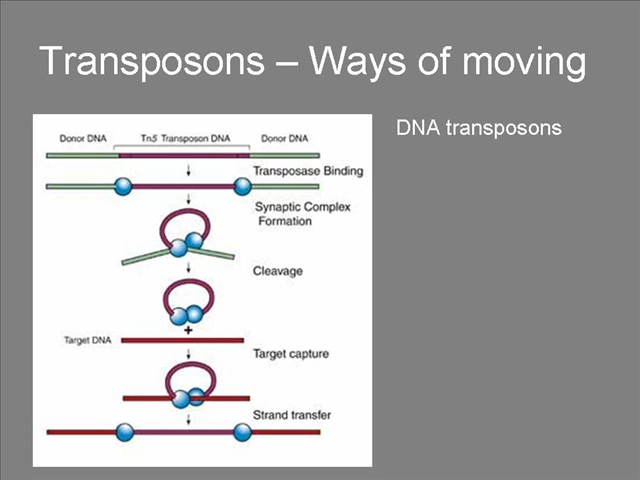 Transposons – Ways of moving
DNA transposons
Donor DNA Tn5 Transposon DNA Donor DNA
Transposase Binding
Synaptic Complex
Formation
Cleavage
+
Target DNA
Target capture
Strand transfer